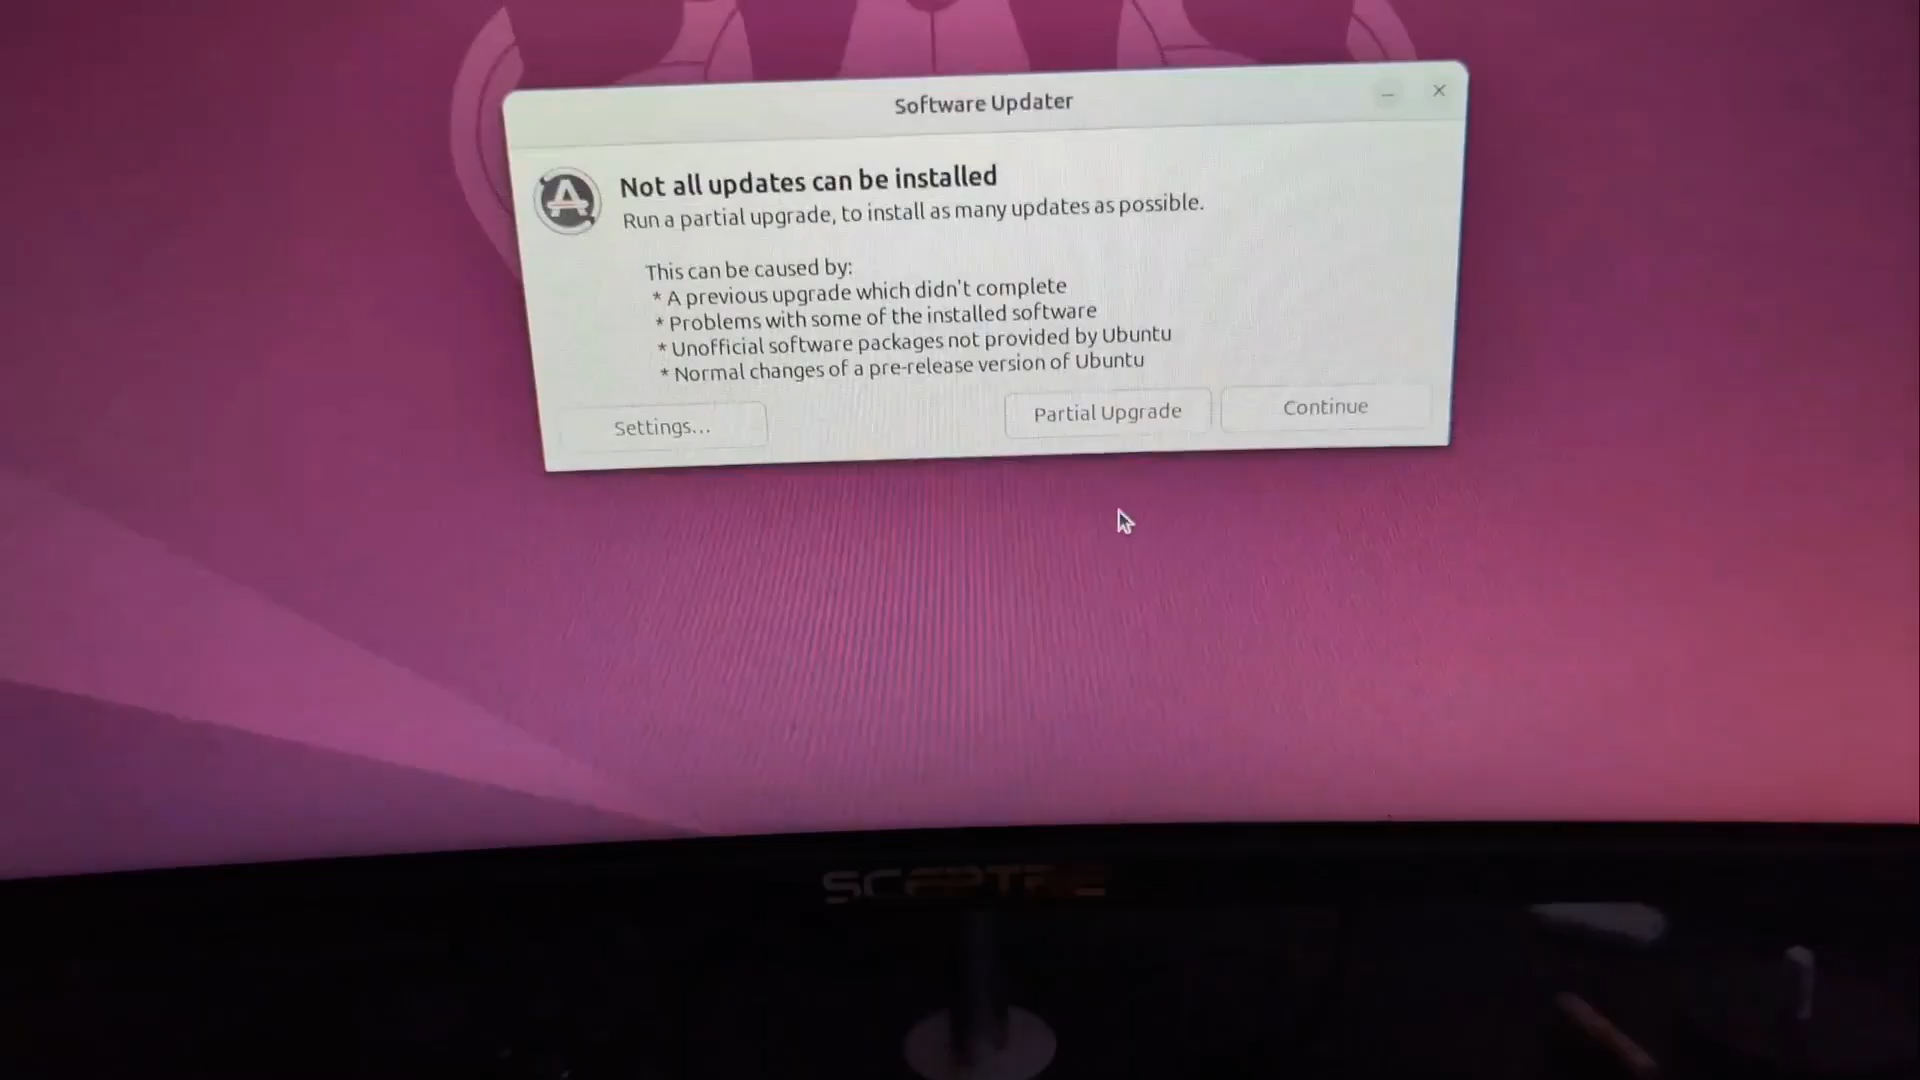 Software Updater
Not all updates can be installed
Run a partial upgrade, to install as many updates as possible.
This can be caused by:
* A previous upgrade which didn't complete
* Problems with some of the installed software
* Unofficial software packages not provided by Ubuntu
* Normal changes of a pre-release version of Ubuntu
Settings...
Partial Upgrade
Continue
SCEPTRE